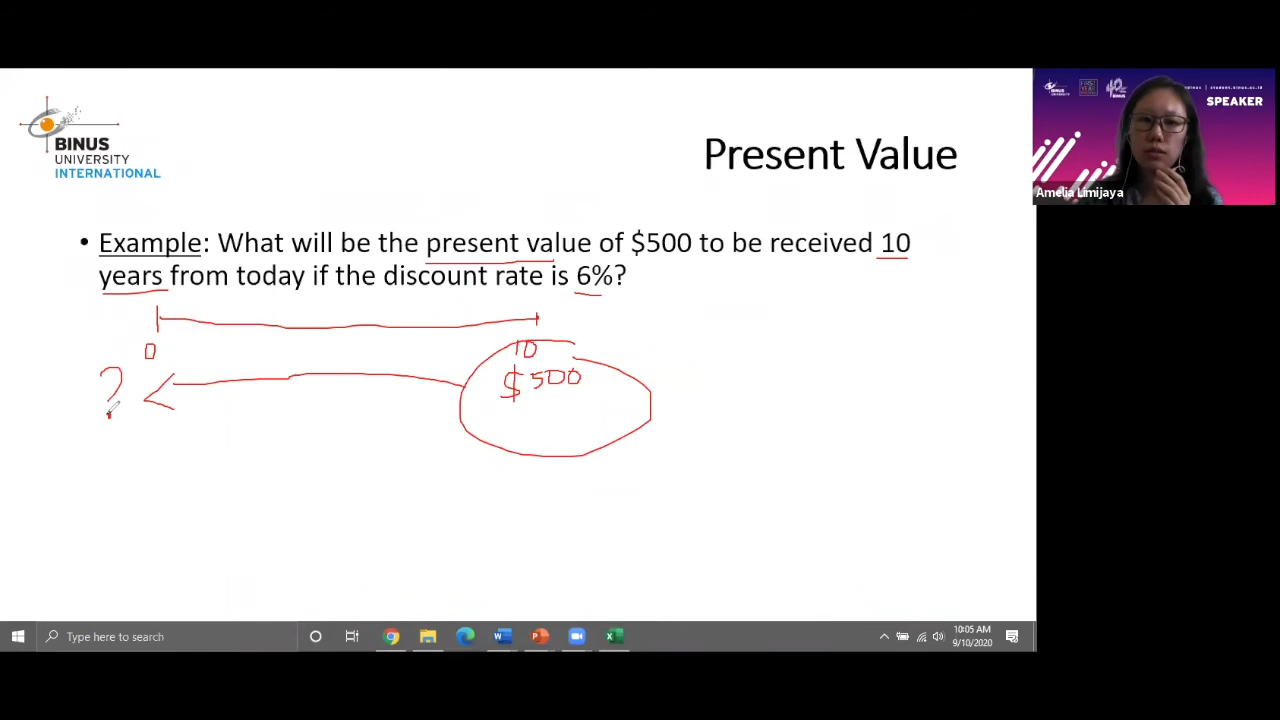 BINUS
UNIVERSITY
INTERNATIONAL
Present Value
• Example: What will be the present value of $500 to be received 10
years from today if the discount rate is 6%?
0
10
$500
?
SPEAKER
Amelia Limijaya
Type here to search
10:05 AM
9/10/2020